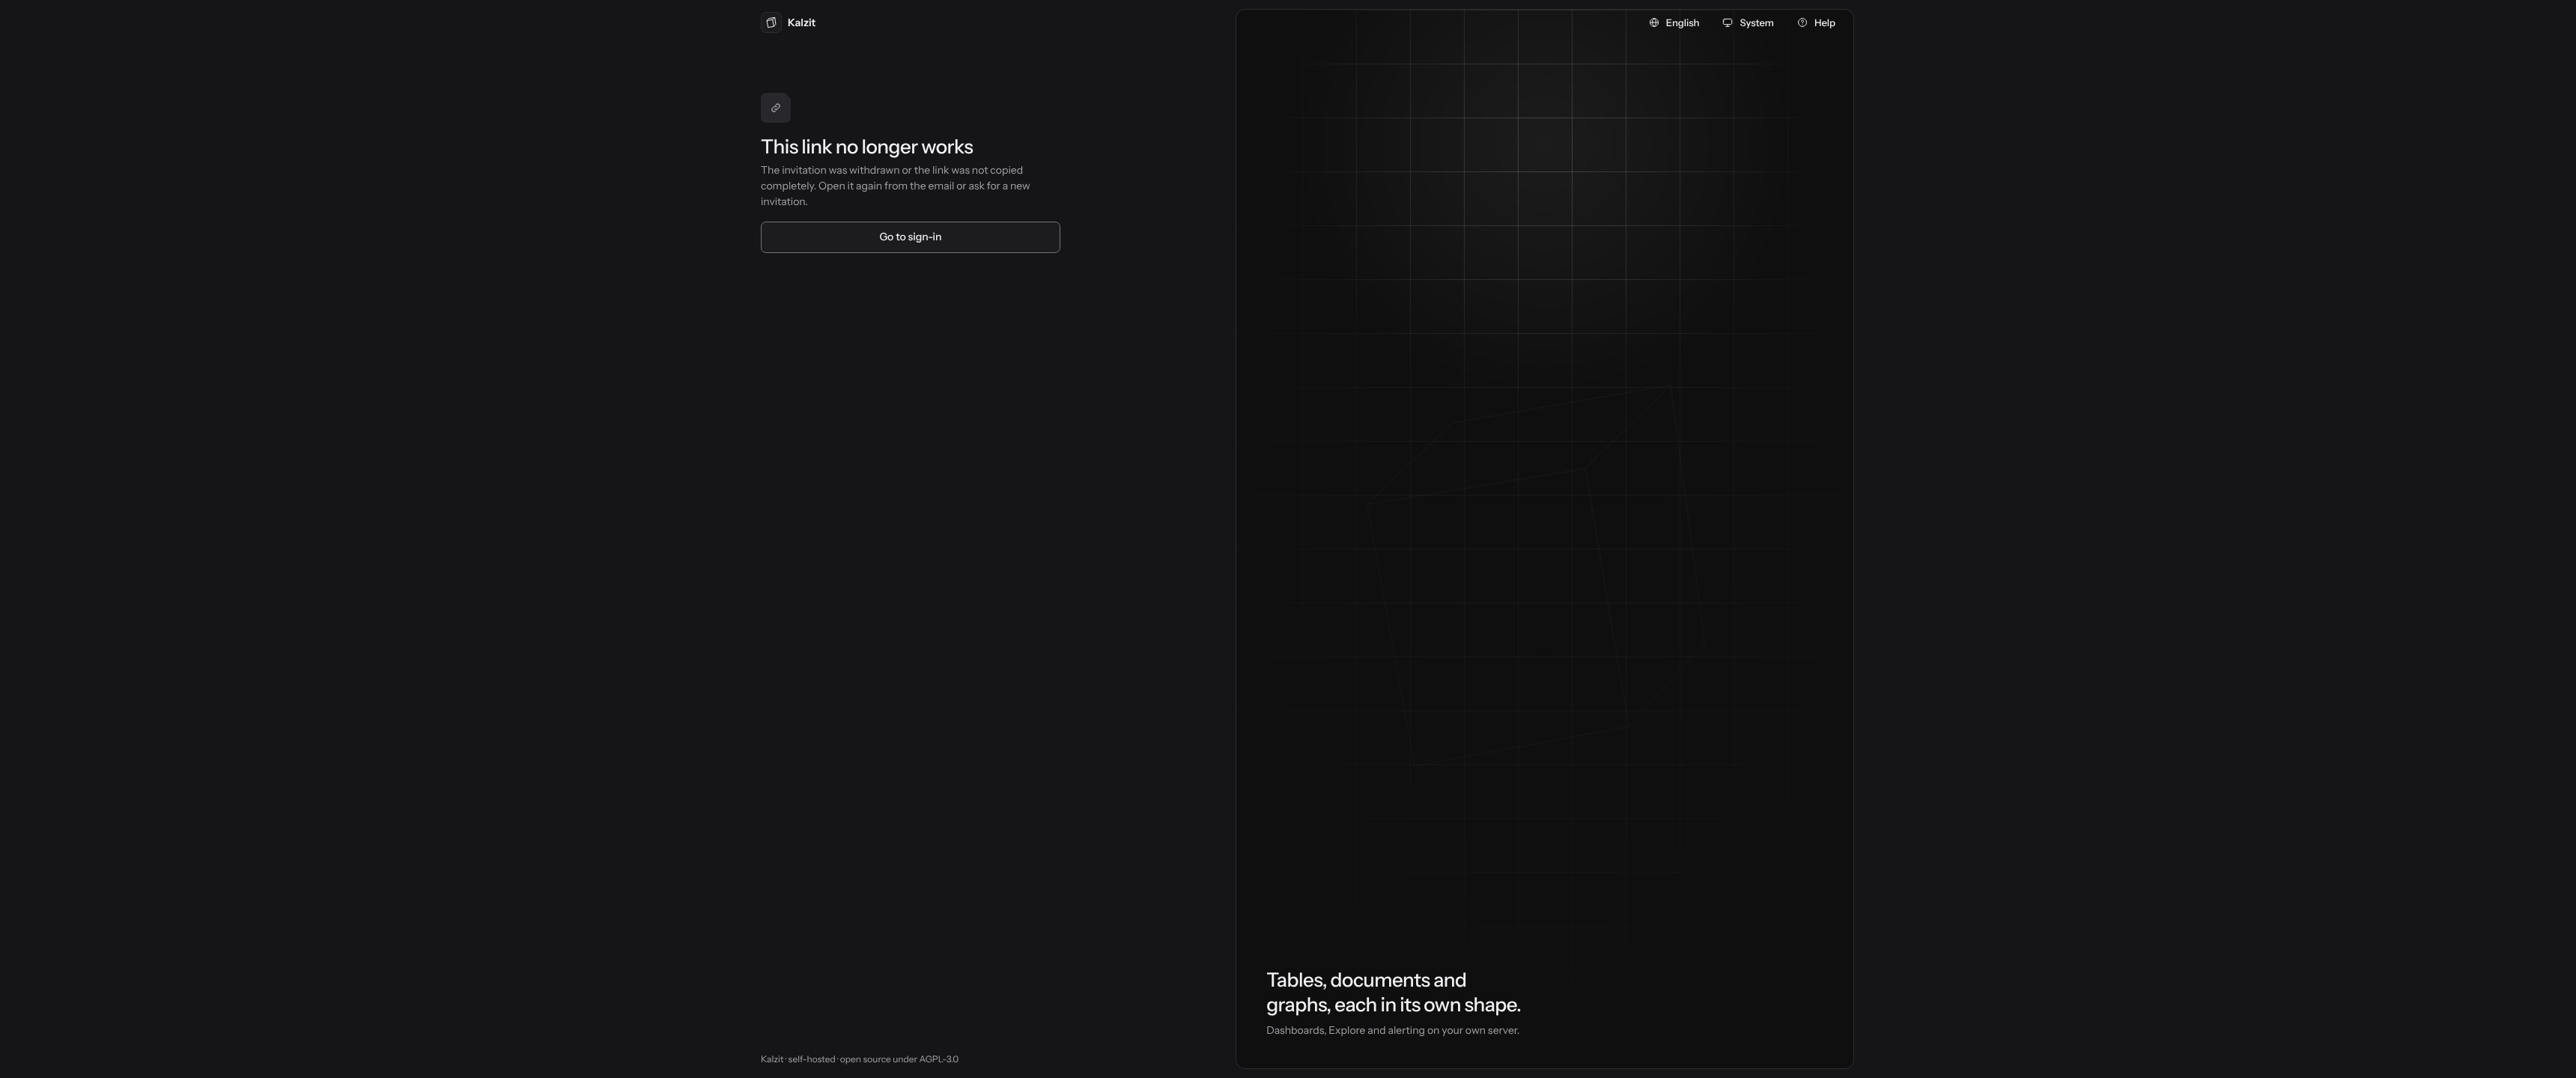 Kalzit
English
System
Help
This link no longer works
The invitation was withdrawn or the link was not copied
completely. Open it again from the email or ask for a new
invitation.
Go to sign-in
Tables, documents and
graphs, each in its own shape.
Dashboards, Explore and alerting on your own server.
Kalzit · self-hosted · open source under AGPL-3.0